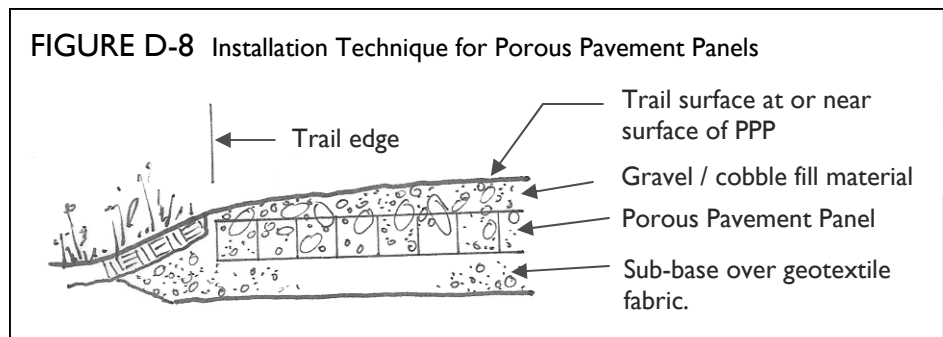 FIGURE D-8 Installation Technique for Porous Pavement Panels
Trail edge
Trail surface at or near
surface of PPP
Gravel / cobble fill material
Porous Pavement Panel
Sub-base over geotextile
fabric.